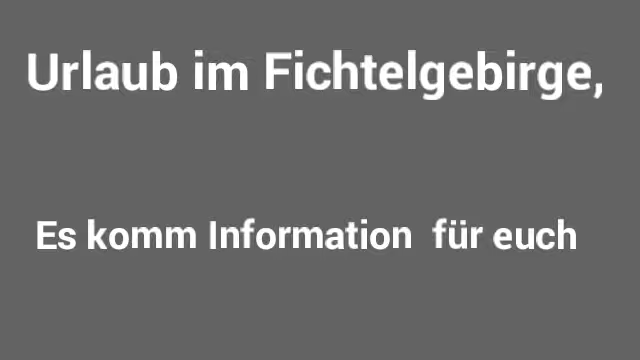 Urlaub im Fichtelgebirge,
Es komm Information für euch